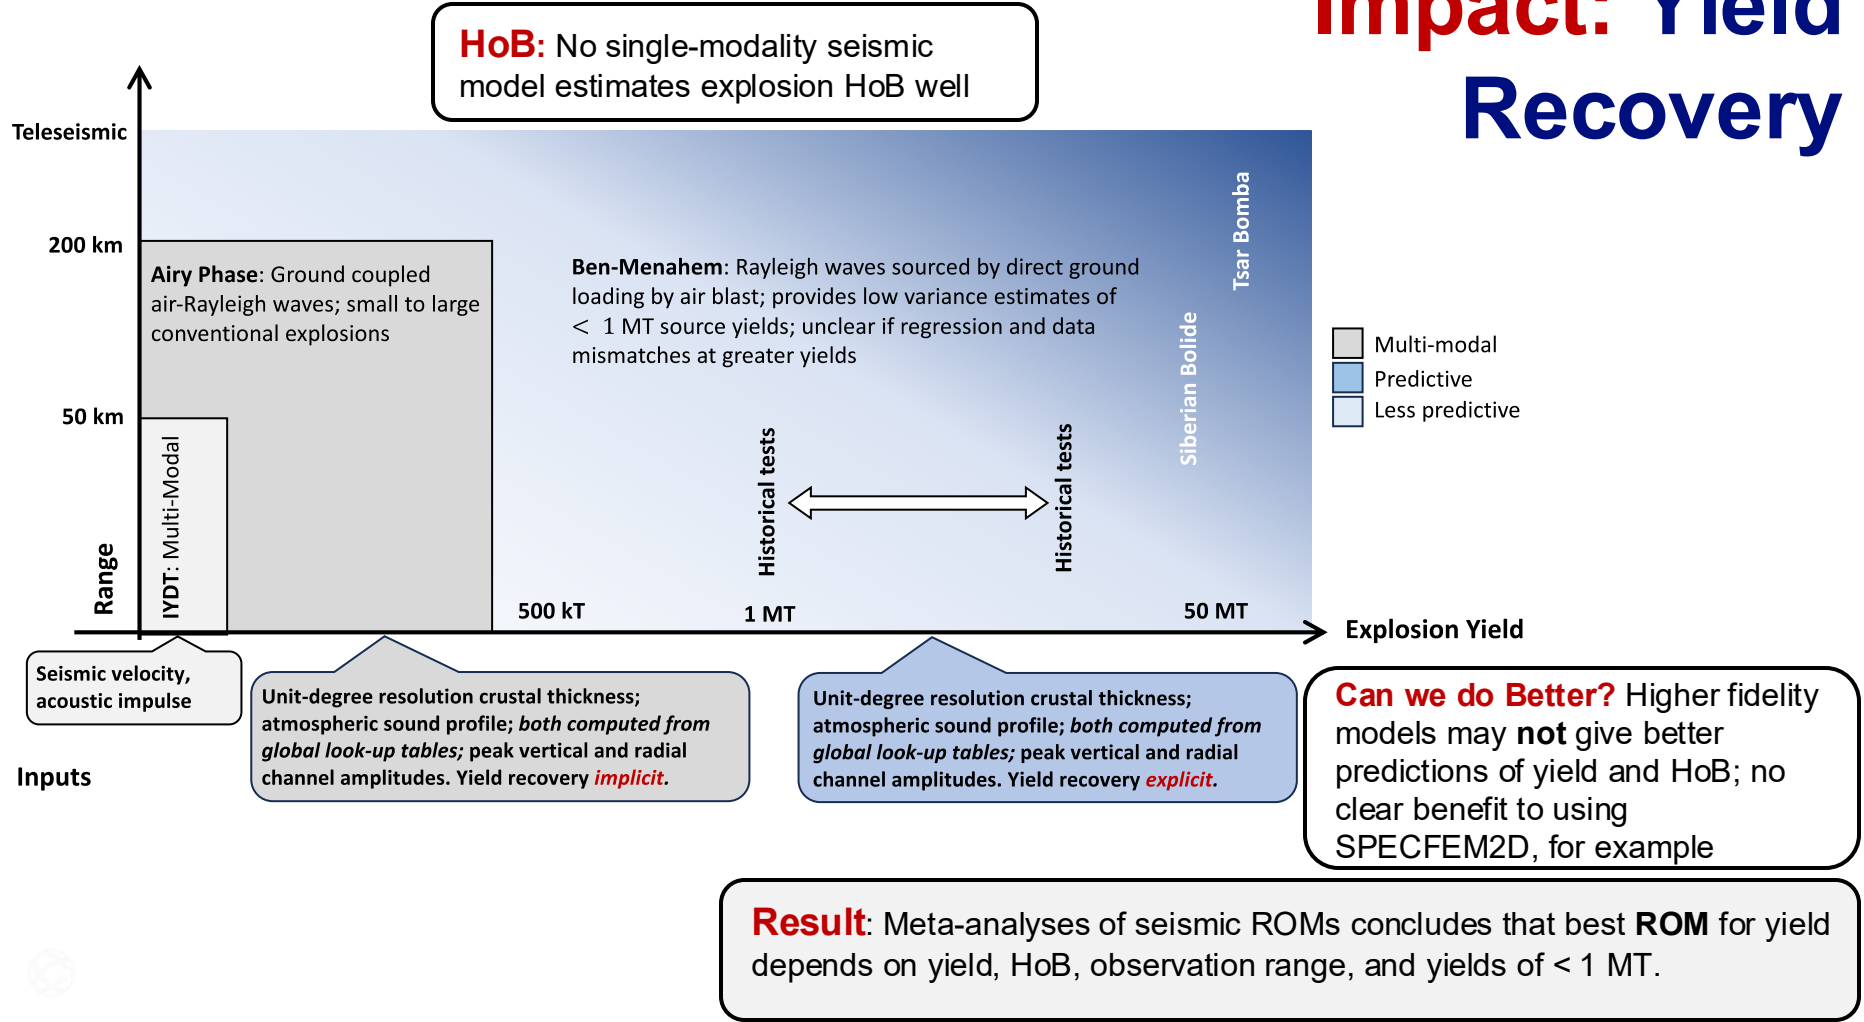 Impact: Yield
Recovery
HoB: No single-modality seismic
model estimates explosion HoB well
Teleseismic
200 km
50 km
Range
Airy Phase: Ground coupled
air-Rayleigh waves; small to large
conventional explosions
IYDT: Multi-Modal
Ben-Menahem: Rayleigh waves sourced by direct ground
loading by air blast; provides low variance estimates of
< 1 MT source yields; unclear if regression and data
mismatches at greater yields
Historical tests
Historical tests
Siberian Bolide
Tsar Bomba
Multi-modal
Predictive
Less predictive
500 kT
1 MT
50 MT
Explosion Yield
Inputs
Seismic velocity,
acoustic impulse
Unit-degree resolution crustal thickness;
atmospheric sound profile; both computed from
global look-up tables; peak vertical and radial
channel amplitudes. Yield recovery implicit.
Unit-degree resolution crustal thickness;
atmospheric sound profile; both computed from
global look-up tables; peak vertical and radial
channel amplitudes. Yield recovery explicit.
Can we do Better? Higher fidelity
models may not give better
predictions of yield and HoB; no
clear benefit to using
SPECFEM2D, for example
Result: Meta-analyses of seismic ROMs concludes that best ROM for yield
depends on yield, HoB, observation range, and yields of < 1 MT.